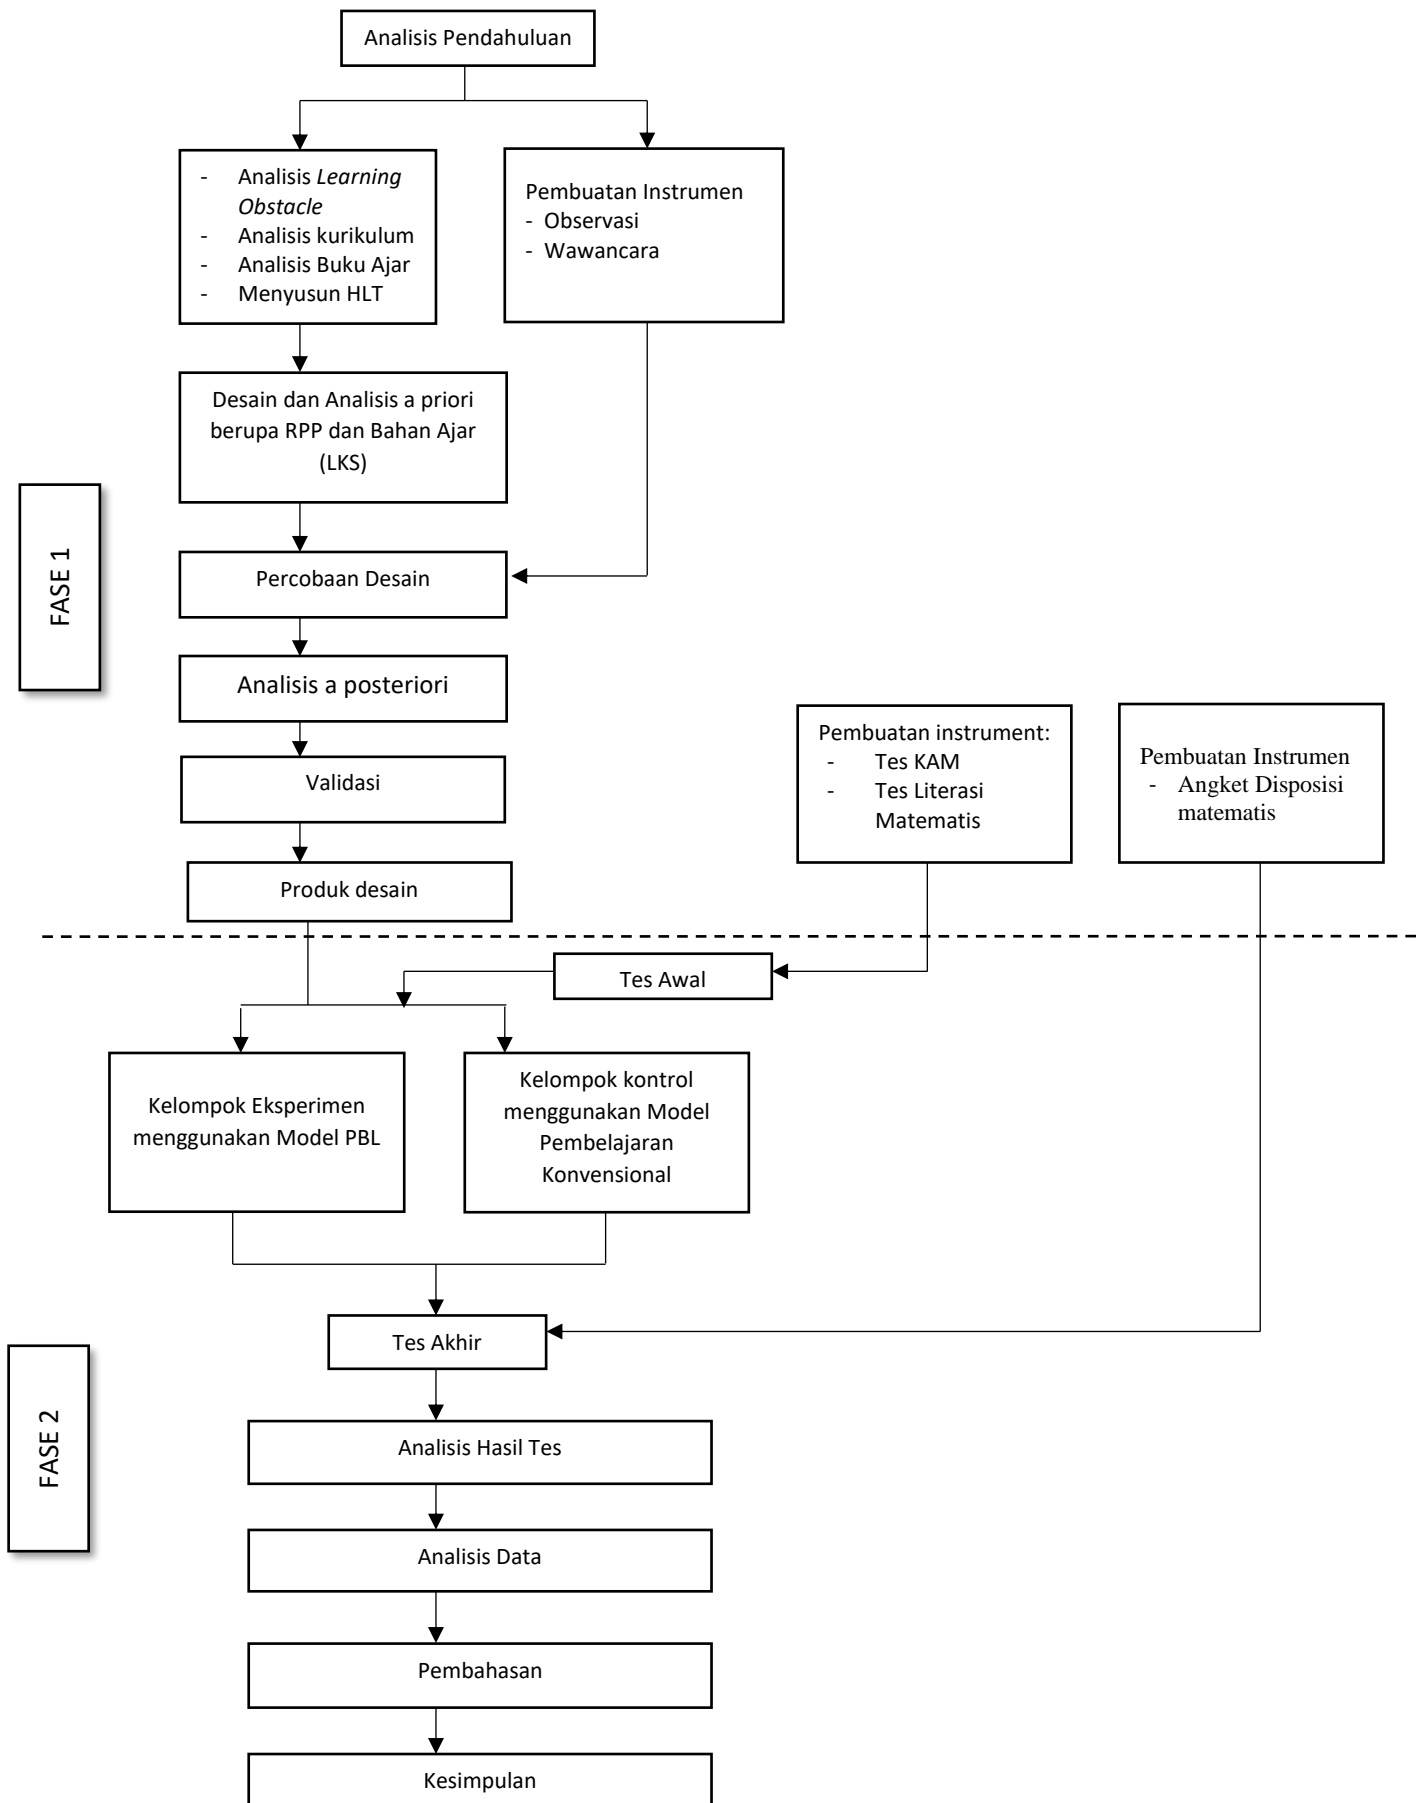 Analisis Pendahuluan
- Analisis Learning
Obstacle
- Analisis kurikulum
- Analisis Buku Ajar
- Menyusun HLT
Pembuatan Instrumen
- Observasi
- Wawancara
Desain dan Analisis a priori
berupa RPP dan Bahan Ajar
(LKS)
FASE 1
Percobaan Desain
Analisis a posteriori
Validasi
Produk desain
Pembuatan instrument:
- Tes KAM
- Tes Literasi
Matematis
Pembuatan Instrumen
- Angket Disposisi
matematis
Tes Awal
Kelompok Eksperimen
menggunakan Model PBL
Kelompok kontrol
menggunakan Model
Pembelajaran
Konvensional
Tes Akhir
FASE 2
Analisis Hasil Tes
Analisis Data
Pembahasan
Kesimpulan